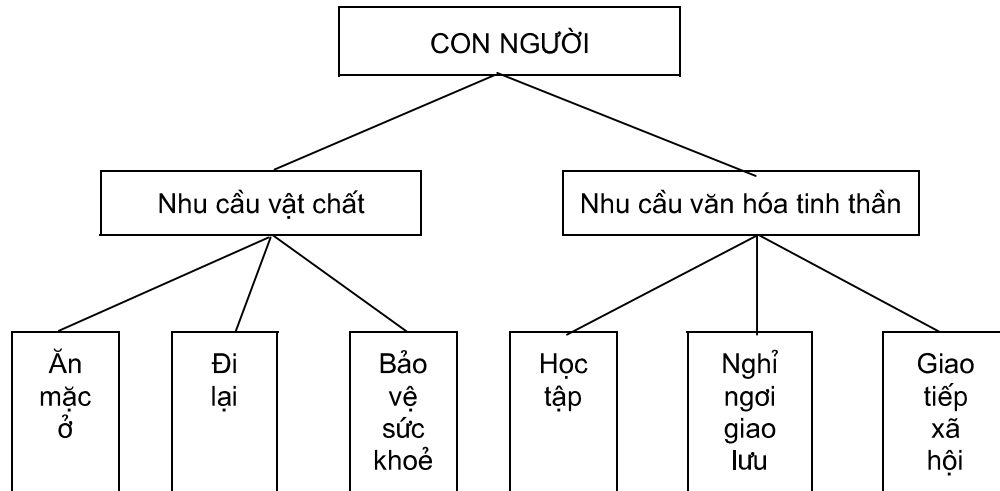 CON NGƯỜI
Nhu cầu vật chất
Nhu cầu văn hóa tinh thần
Ăn
mặc
ở
Đi
lại
Bảo
vệ
sức
khoẻ
Học
tập
Nghỉ
ngơi
giao
lưu
Giao
tiếp
xã
hội